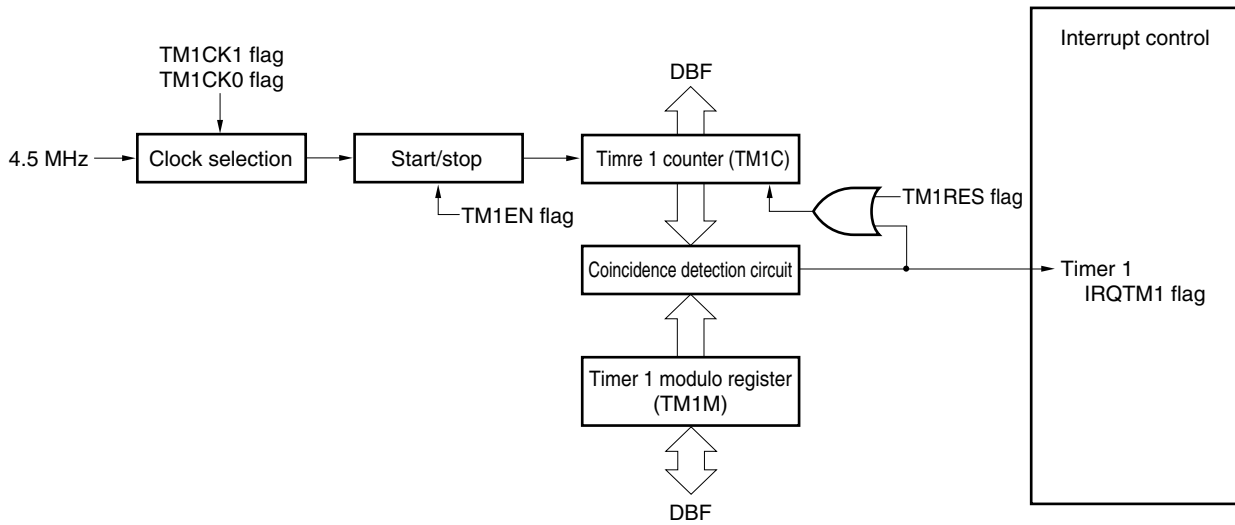 TM1CK1 flag
TM1CK0 flag
4.5 MHz
Clock selection
Start/stop
TM1EN flag
DBF
Timre 1 counter (TM1C)
TM1RES flag
Coincidence detection circuit
Timer 1 modulo register
(TM1M)
DBF
Interrupt control
Timer 1
IRQTM1 flag